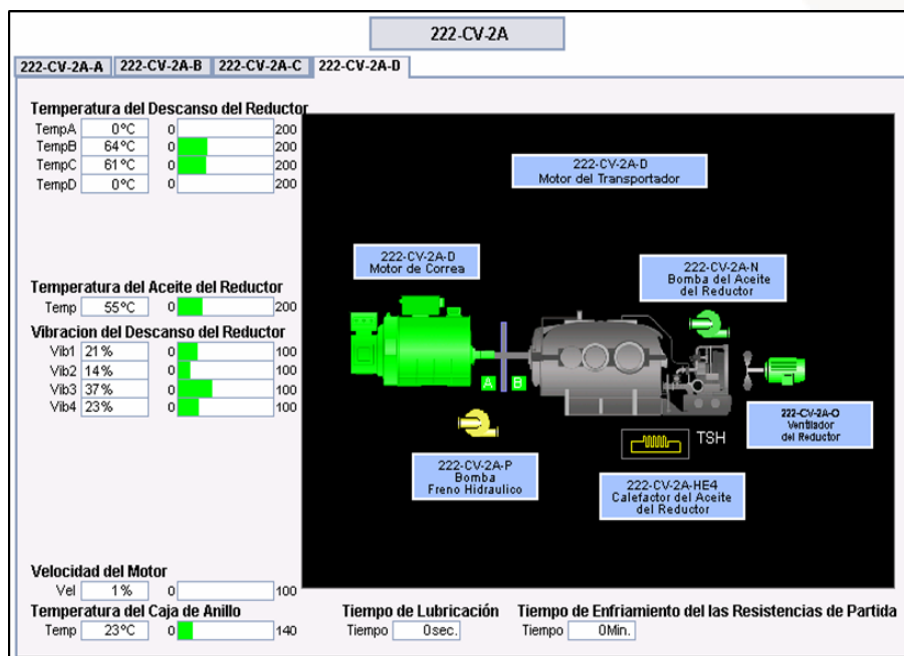 222-CV-2A
222-CV-2A-A 222-CV-2A-B 222-CV-2A-C 222-CV-2A-D
Temperatura del Descanso del Reductor
TempA 0°C 0 200
TempB 64°C 0 200
TempC 61°C 0 200
TempD 0°C 0 200
Temperatura del Aceite del Reductor
Temp 55°C 0 200
Vibracion del Descanso del Reductor
Vib1 21% 0 100
Vib2 14% 0 100
Vib3 37% 0 100
Vib4 23% 0 100
Velocidad del Motor
Vel 1% 0 100
Temperatura del Caja de Anillo
Temp 23°C 0 140
222-CV-2A-D
Motor del Transportador
222-CV-2A-D
Motor de Correa
222-CV-2A-N
Bomba del Aceite
del Reductor
A B
222-CV-2A-O
Ventilador
del Reductor
TSH
222-CV-2A-P
Bomba
Freno Hidraulico
222-CV-2A-HE4
Calefactor del Aceite
del Reductor
Tiempo de Lubricación
Tiempo 0sec.
Tiempo de Enfriamiento del las Resistencias de Partida
Tiempo 0Min.